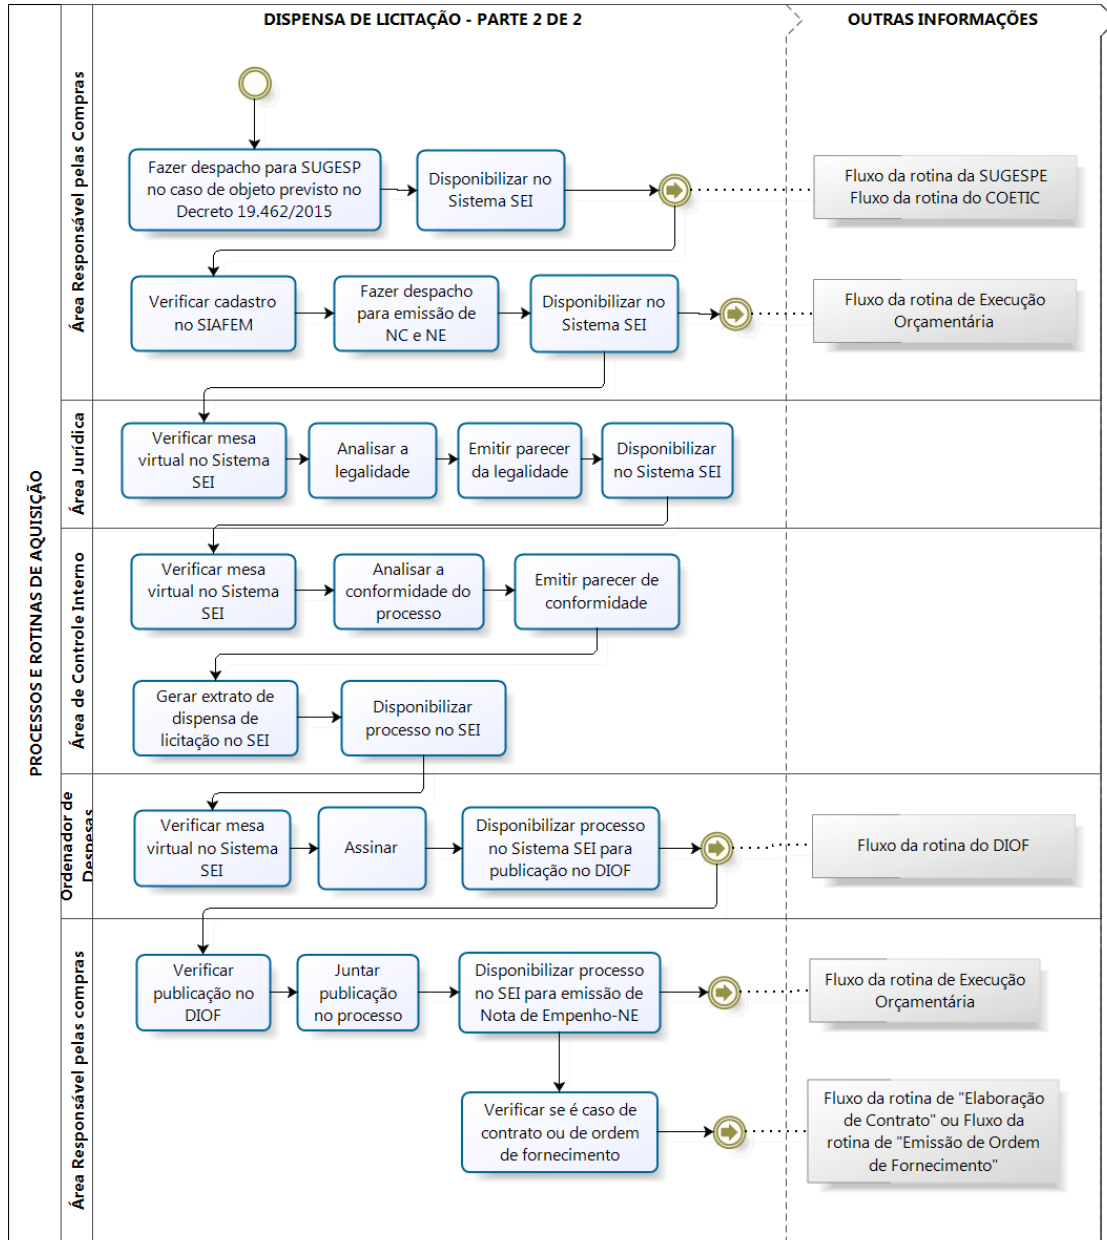 DISPENSA DE LICITAÇÃO - PARTE 2 DE 2
OUTRAS INFORMAÇÕES
PROCESSOS E ROTINAS DE AQUISIÇÃO
Área Responsável pelas Compras
Fazer despacho para SUGESP
no caso de objeto previsto no
Decreto 19.462/2015
Disponibilizar no
Sistema SEI
Fluxo da rotina da SUGESPE
Fluxo da rotina do COETIC
Verificar cadastro
no SIAFEM
Fazer despacho
para emissão de
NC e NE
Disponibilizar no
Sistema SEI
Fluxo da rotina de Execução
Orçamentária
Área Jurídica
Verificar mesa
virtual no Sistema
SEI
Analisar a
legalidade
Emitir parecer
da legalidade
Disponibilizar
no Sistema SEI
Área de Controle Interno
Verificar mesa
virtual no Sistema
SEI
Analisar a
conformidade do
processo
Emitir parecer de
conformidade
Gerar extrato de
dispensa de
licitação no SEI
Disponibilizar
processo no SEI
Ordenador de
Despesas
Verificar mesa
virtual no Sistema
SEI
Assinar
Disponibilizar processo
no Sistema SEI para
publicação no DIOF
Fluxo da rotina do DIOF
Área Responsável pelas compras
Verificar
publicação no
DIOF
Juntar
publicação
no processo
Disponibilizar processo
no SEI para emissão de
Nota de Empenho-NE
Fluxo da rotina de Execução
Orçamentária
Verificar se é caso de
contrato ou de ordem
de fornecimento
Fluxo da rotina de "Elaboração
de Contrato" ou Fluxo da
rotina de "Emissão de Ordem
de Fornecimento"